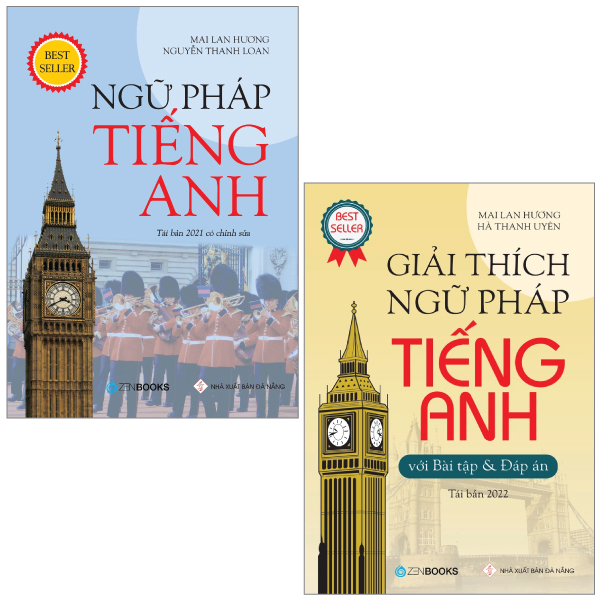 MAI LAN HƯƠNG
NGUYỄN THANH LOAN
BEST
SELLER
NGỮ PHÁP
TIẾNG
ANH
Tái bản 2021 có chỉnh sửa
ZENBOOKS
NHÀ XUẤT BẢN ĐÀ NẴNG
MAI LAN HƯƠNG
HÀ THANH UYÊN
BEST
SELLER
GIẢI THÍCH
NGỮ PHÁP
TIẾNG
ANH
với Bài tập & Đáp án
Tái bản 2022
ZENBOOKS
NHÀ XUẤT BẢN ĐÀ NẴNG